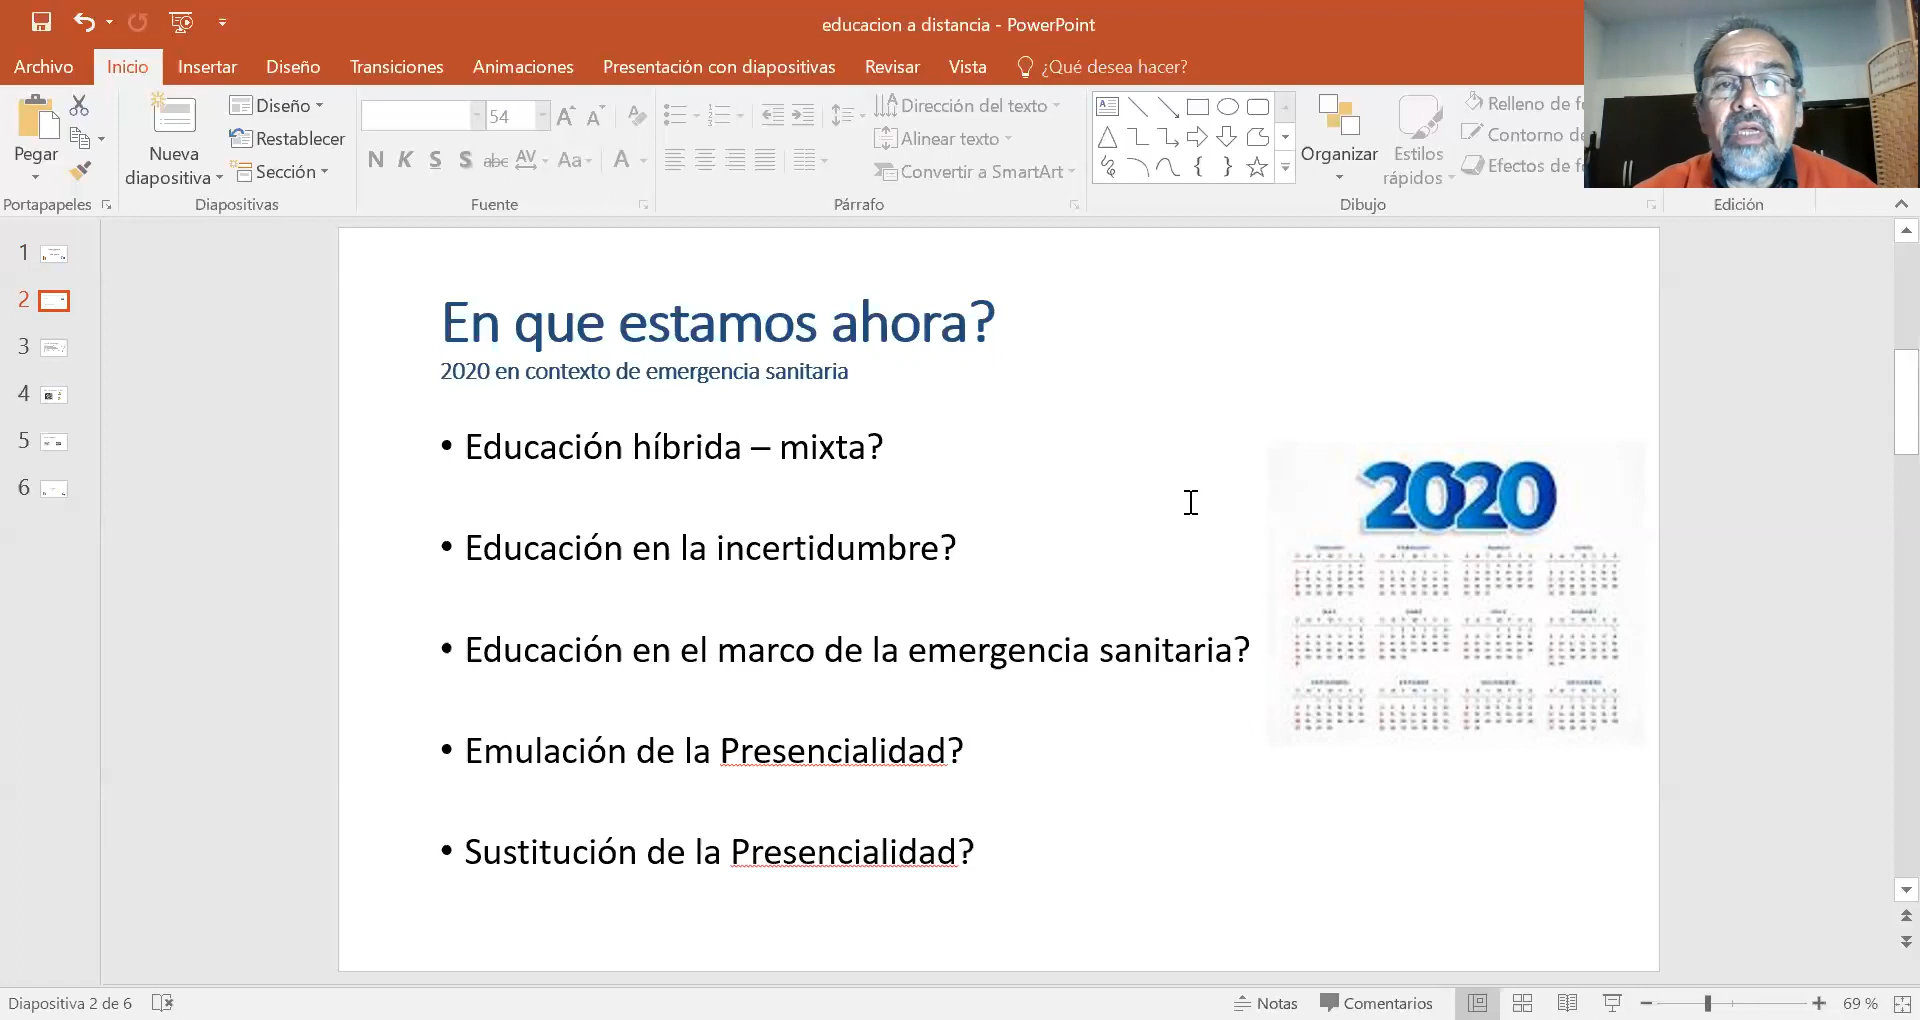 educacion a distancia - PowerPoint
Archivo Inicio Insertar Diseño Transiciones Animaciones Presentación con diapositivas Revisar Vista ¿Qué desea hacer?
Pegar
Portapapeles
Nueva diapositiva
Diseño
Restablecer
Sección
Diapositivas
54
N K S S abc AV Aa A
Fuente
Dirección del texto
Alinear texto
Convertir a SmartArt
Párrafo
Organizar
Estilos rápidos
Relleno de f
Contorno de
Efectos de f
Dibujo
Edición
1
2
3
4
5
6
En que estamos ahora?
2020 en contexto de emergencia sanitaria
• Educación híbrida – mixta?
• Educación en la incertidumbre?
• Educación en el marco de la emergencia sanitaria?
• Emulación de la Presencialidad?
• Sustitución de la Presencialidad?
2020
Diapositiva 2 de 6
Notas Comentarios 69 %